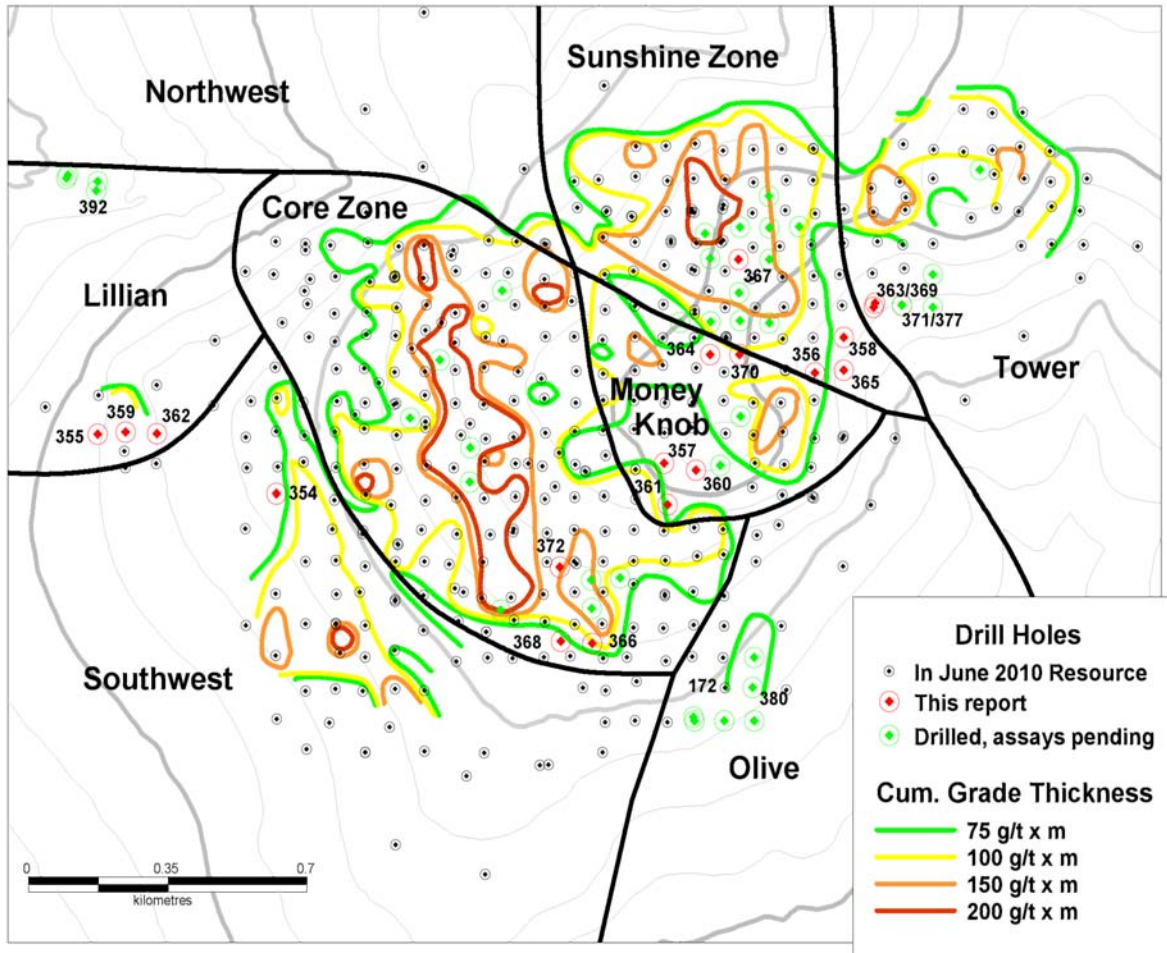 Sunshine Zone
Northwest
Core Zone
392
367
Lillian
363/369
371/377
364
356
358
370
365
Tower
Money
Knob
359
362
355
357
360
354
361
372
368
366
Southwest
172
380
Olive
0
0.35
0.7
kilometres
Drill Holes
In June 2010 Resource
This report
Drilled, assays pending
Cum. Grade Thickness
75 g/t x m
100 g/t x m
150 g/t x m
200 g/t x m